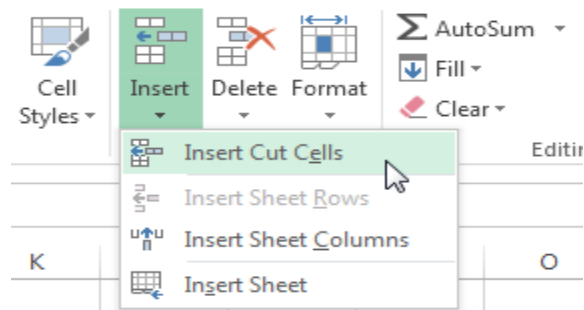 AutoSum
Fill
Clear
Cell Styles
Insert
Delete
Format
Insert Cut Cells
Insert Sheet Rows
Insert Sheet Columns
Insert Sheet
Editin
K
O